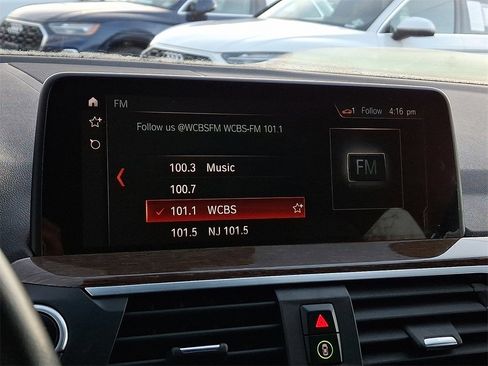 FM
1 Follow 4:16 pm
Follow us @WCBSFM WCBS-FM 101.1
100.3 Music
100.7
101.1 WCBS
101.5 NJ 101.5
FM